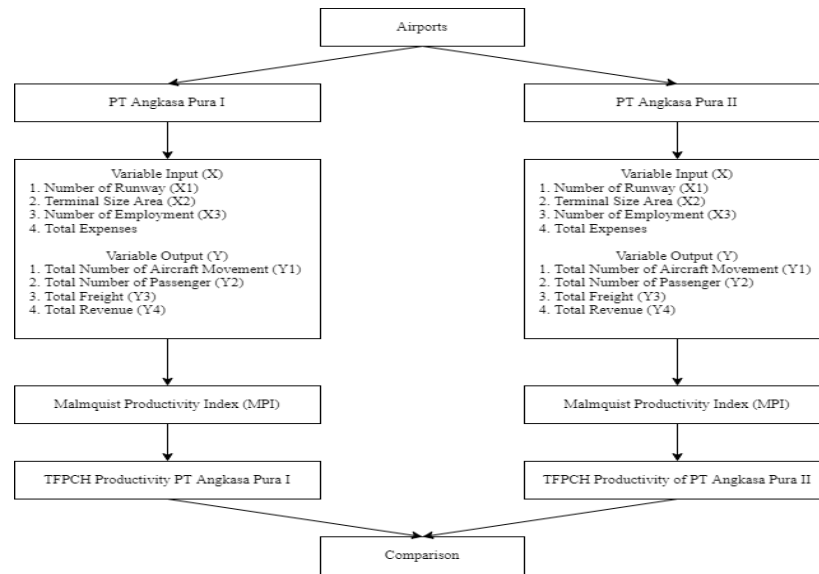 Airports
PT Angkasa Pura I
PT Angkasa Pura II
Variable Input (X)
1. Number of Runway (X1)
2. Terminal Size Area (X2)
3. Number of Employment (X3)
4. Total Expenses
Variable Output (Y)
1. Total Number of Aircraft Movement (Y1)
2. Total Number of Passenger (Y2)
3. Total Freight (Y3)
4. Total Revenue (Y4)
Variable Input (X)
1. Number of Runway (X1)
2. Terminal Size Area (X2)
3. Number of Employment (X3)
4. Total Expenses
Variable Output (Y)
1. Total Number of Aircraft Movement (Y1)
2. Total Number of Passenger (Y2)
3. Total Freight (Y3)
4. Total Revenue (Y4)
Malmquist Productivity Index (MPI)
Malmquist Productivity Index (MPI)
TFPCH Productivity PT Angkasa Pura I
TFPCH Productivity of PT Angkasa Pura II
Comparison